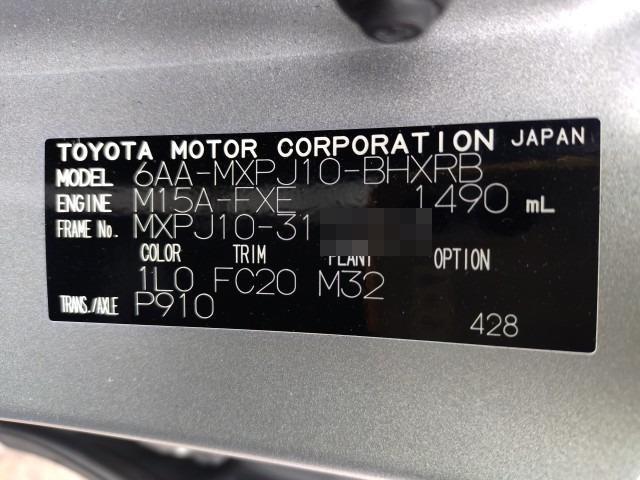 TOYOTA MOTOR CORPORATION JAPAN
MODEL 6AA-MXPJ10-BHXRB
ENGINE M15A-FXE 1490 mL
FRAME No. MXPJ10-31
COLOR TRIM PLANT OPTION
1L0 FC20 M32
TRANS./AXLE P910
428